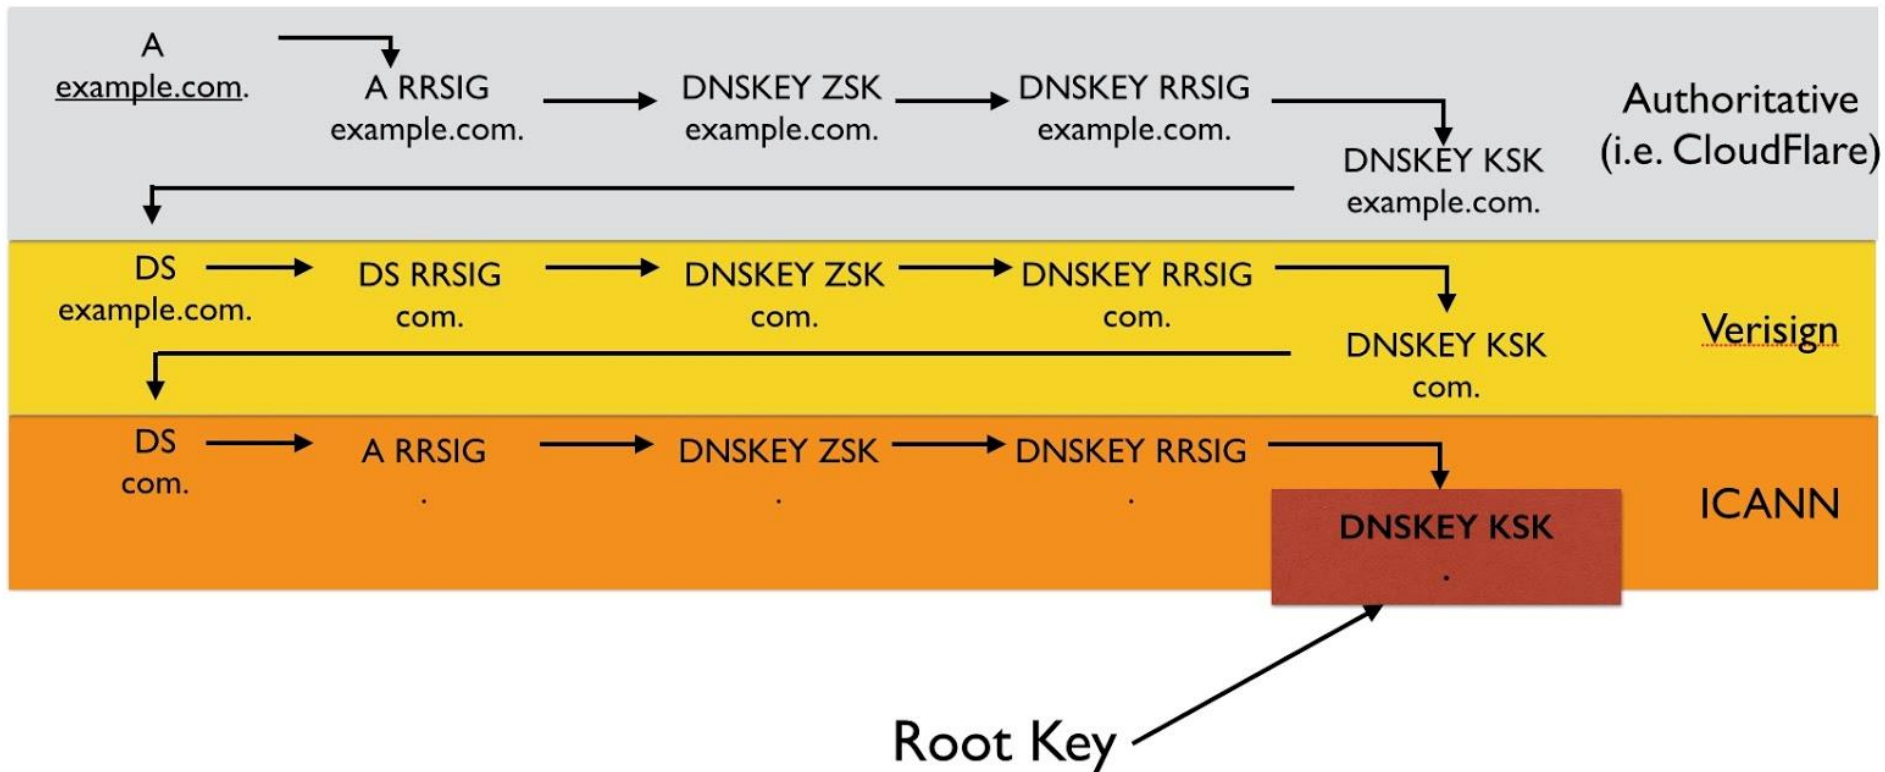 A
example.com.
A RRSIG
example.com.
DNSKEY ZSK
example.com.
DNSKEY RRSIG
example.com.
DNSKEY KSK
example.com.
Authoritative
(i.e. CloudFlare)
DS
example.com.
DS RRSIG
com.
DNSKEY ZSK
com.
DNSKEY RRSIG
com.
DNSKEY KSK
com.
Verisign
DS
com.
A RRSIG
.
DNSKEY ZSK
.
DNSKEY RRSIG
.
DNSKEY KSK
.
ICANN
Root Key